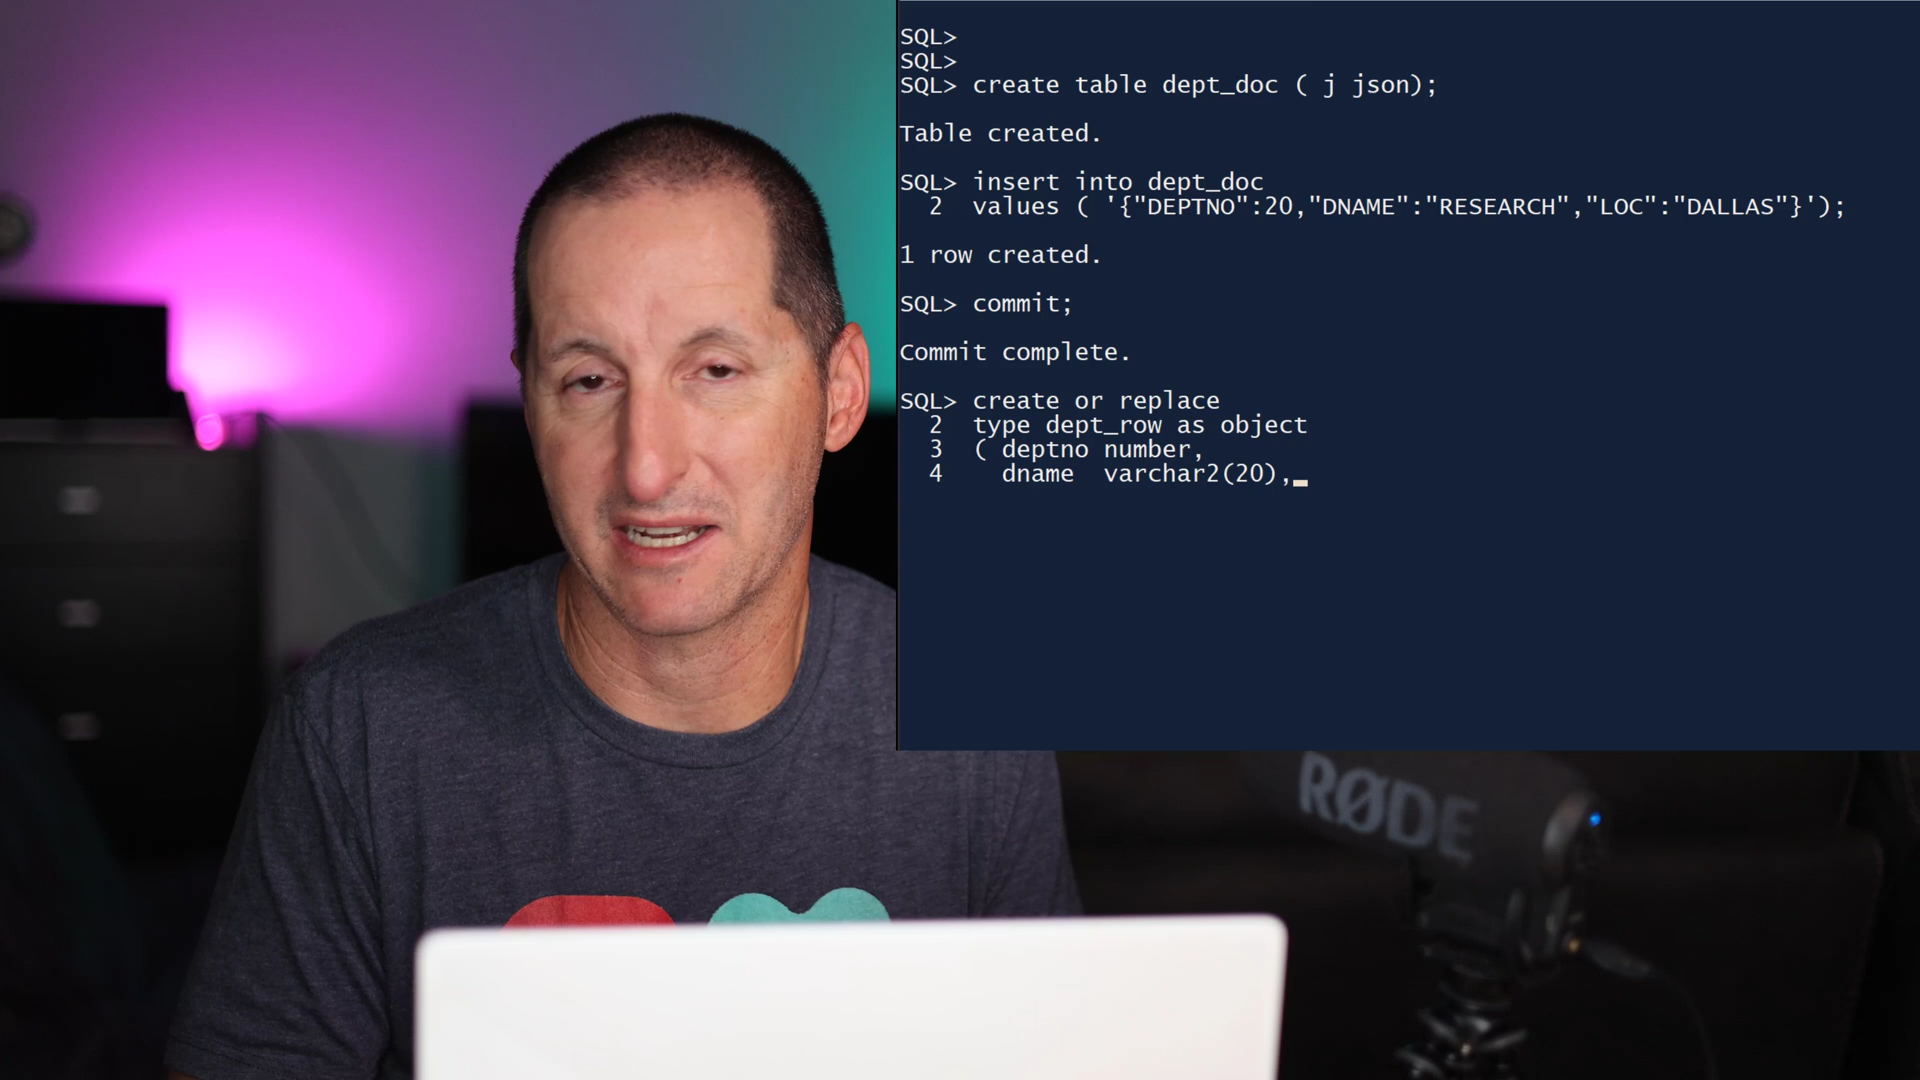 SQL>
SQL>
SQL> create table dept_doc ( j json);
Table created.
SQL> insert into dept_doc
2 values ( '{"DEPTNO":20,"DNAME":"RESEARCH","LOC":"DALLAS"}');
1 row created.
SQL> commit;
Commit complete.
SQL> create or replace
2 type dept_row as object
3 ( deptno number,
4 dname varchar2(20),
RØDE